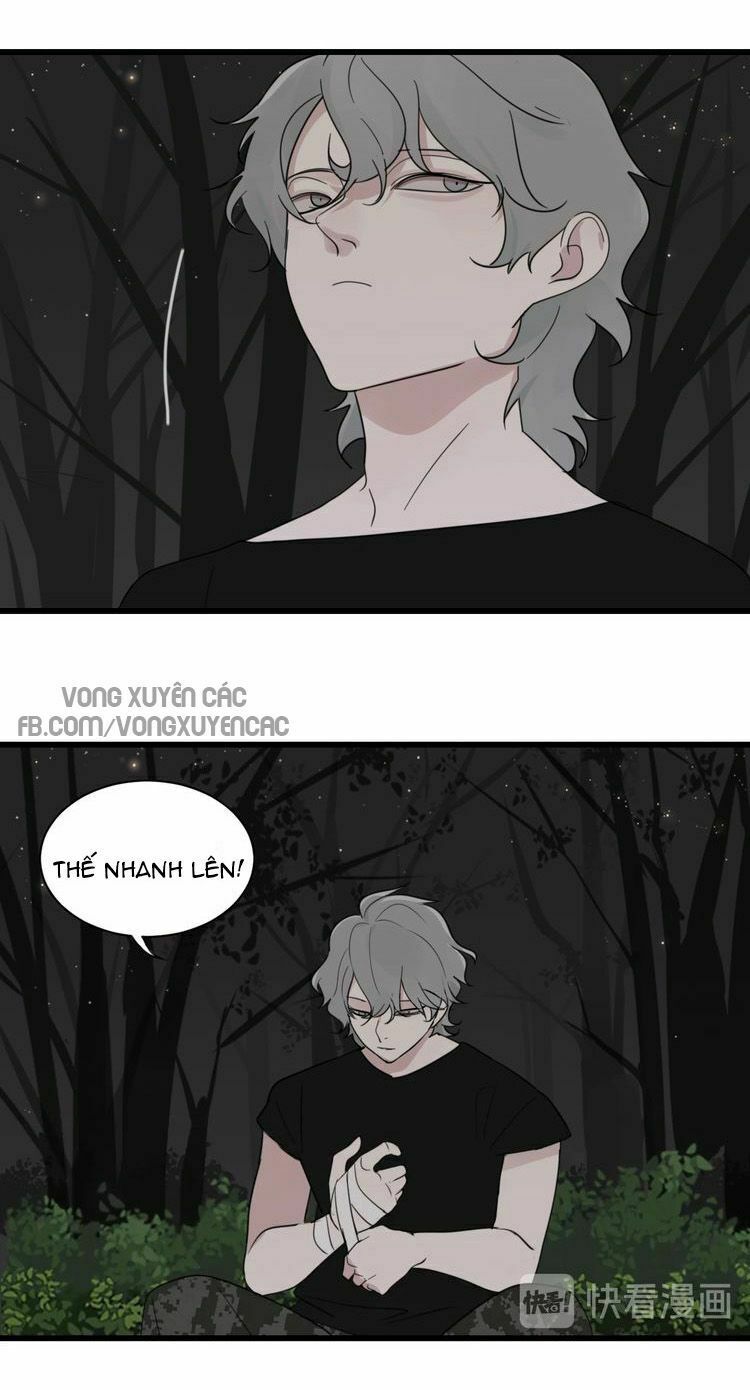 VONG XUYÊN CÁC
FB.COM/VONGXUYENCAC
THẾ NHANH LÊN!
快看! 快看漫画